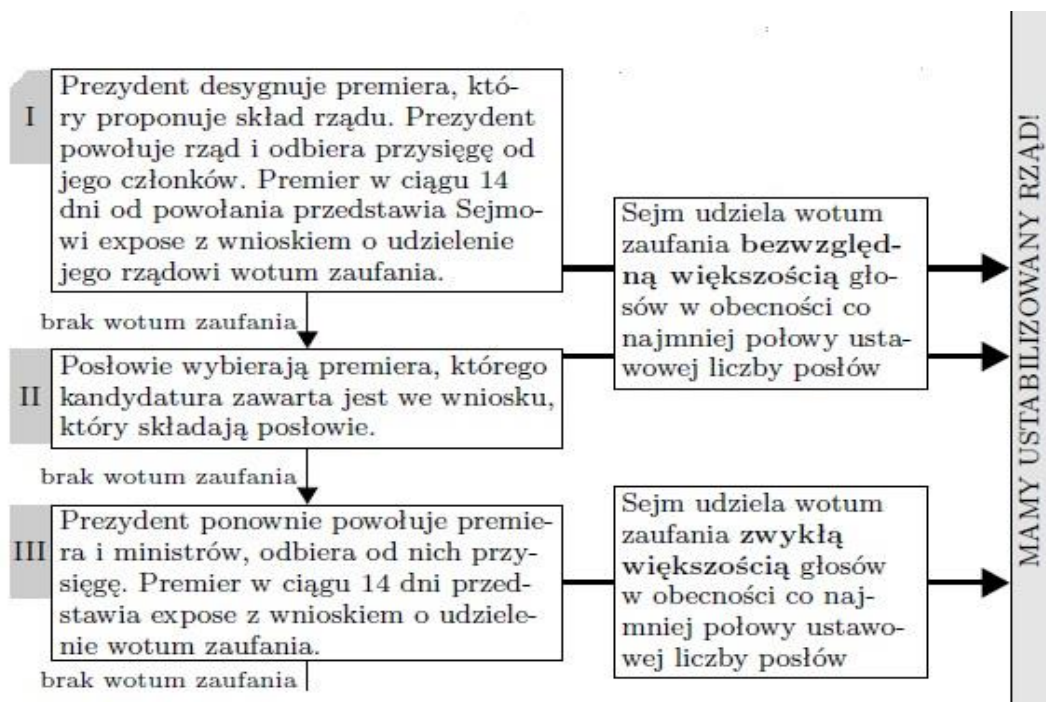 I
Prezydent desygnuje premiera, któ-
ry proponuje skład rządu. Prezydent
powołuje rząd i odbiera przysięgę od
jego członków. Premier w ciągu 14
dni od powołania przedstawia Sejmo-
wi expose z wnioskiem o udzielenie
jego rządowi wotum zaufania.
Sejm udziela wotum
zaufania bezwzględ-
ną większością gło-
sów w obecności co
najmniej połowy usta-
wowej liczby posłów
brak wotum zaufania
II
Posłowie wybierają premiera, którego
kandydatura zawarta jest we wniosku,
który składają posłowie.
brak wotum zaufania
III
Prezydent ponownie powołuje premie-
ra i ministrów, odbiera od nich przy-
sięgę. Premier w ciągu 14 dni przed-
stawia expose z wnioskiem o udziele-
nie wotum zaufania.
Sejm udziela wotum
zaufania zwykłą
większością głosów
w obecności co naj-
mniej połowy ustawo-
wej liczby posłów
brak wotum zaufania
MAMY USTABILIZOWANY RZĄD!